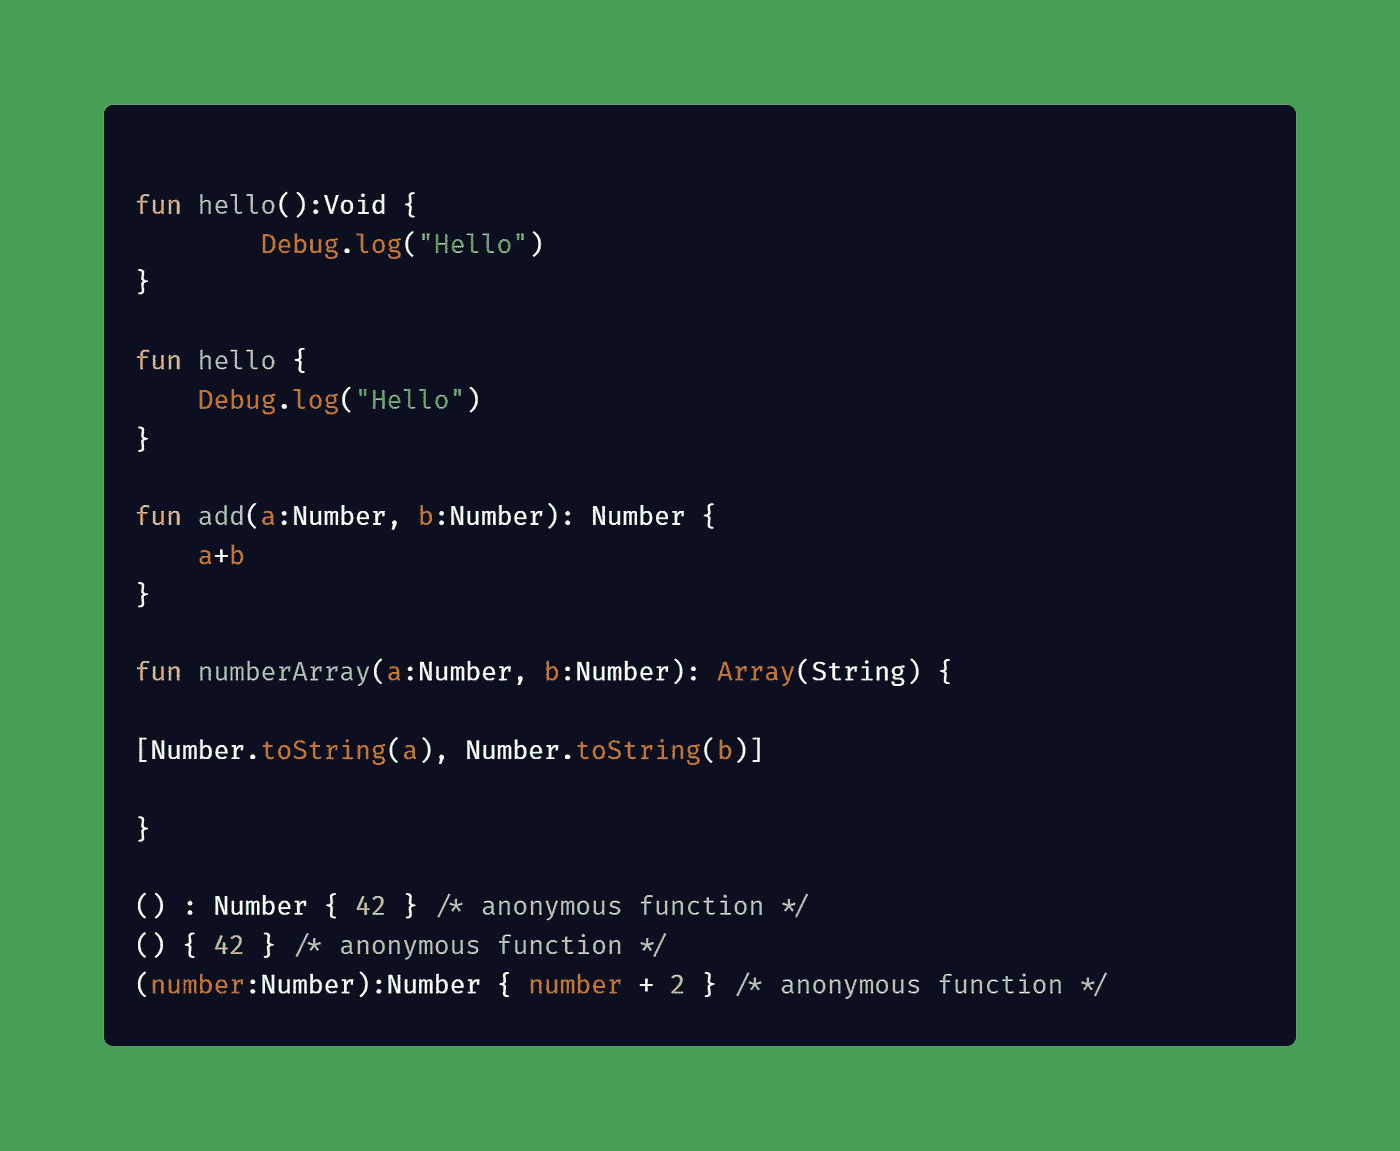 fun hello():Void {
        Debug.log("Hello")
}
fun hello {
    Debug.log("Hello")
}
fun add(a:Number, b:Number): Number {
    a+b
}
fun numberArray(a:Number, b:Number): Array(String) {
[Number.toString(a), Number.toString(b)]
}
() : Number { 42 } /* anonymous function */
() { 42 } /* anonymous function */
(number:Number):Number { number + 2 } /* anonymous function */